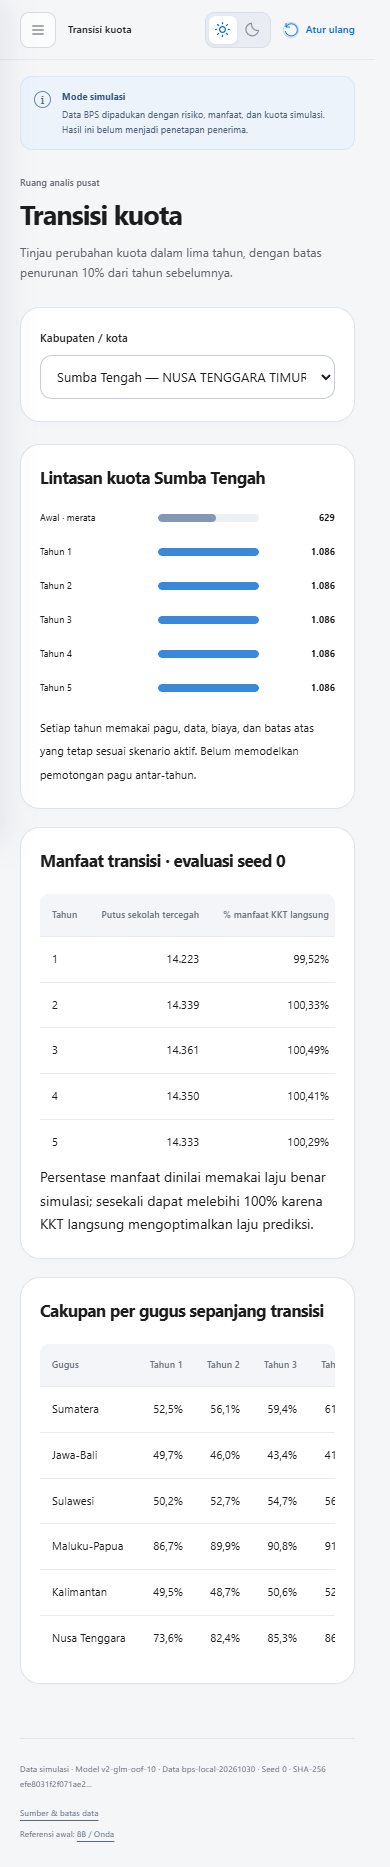 Transisi kuota
Atur ulang
Mode simulasi
Data BPS dipadukan dengan risiko, manfaat, dan kuota simulasi.
Hasil ini belum menjadi penetapan penerima.
Ruang analis pusat
Transisi kuota
Tinjau perubahan kuota dalam lima tahun, dengan batas
penurunan 10% dari tahun sebelumnya.
Kabupaten / kota
Sumba Tengah — NUSA TENGGARA TIMUR
Lintasan kuota Sumba Tengah
Awal · merata 629
Tahun 1 1.086
Tahun 2 1.086
Tahun 3 1.086
Tahun 4 1.086
Tahun 5 1.086
Setiap tahun memakai pagu, data, biaya, dan batas atas
yang tetap sesuai skenario aktif. Belum memodelkan
pemotongan pagu antar-tahun.
Manfaat transisi · evaluasi seed 0
Tahun Putus sekolah tercegah % manfaat KKT langsung
1 14.223 99,52%
2 14.339 100,33%
3 14.361 100,49%
4 14.350 100,41%
5 14.333 100,29%
Persentase manfaat dinilai memakai laju benar
simulasi; sesekali dapat melebihi 100% karena
KKT langsung mengoptimalkan laju prediksi.
Cakupan per gugus sepanjang transisi
Gugus Tahun 1 Tahun 2 Tahun 3 Tah
Sumatera 52,5% 56,1% 59,4% 61
Jawa-Bali 49,7% 46,0% 43,4% 41
Sulawesi 50,2% 52,7% 54,7% 56
Maluku-Papua 86,7% 89,9% 90,8% 91
Kalimantan 49,5% 48,7% 50,6% 52
Nusa Tenggara 73,6% 82,4% 85,3% 86
Data simulasi · Model v2-glm-oof-10 · Data bps-local-20261030 · Seed 0 · SHA-256
efe8031f2f071ae2...
Sumber & batas data
Referensi awal: 8B / Onda